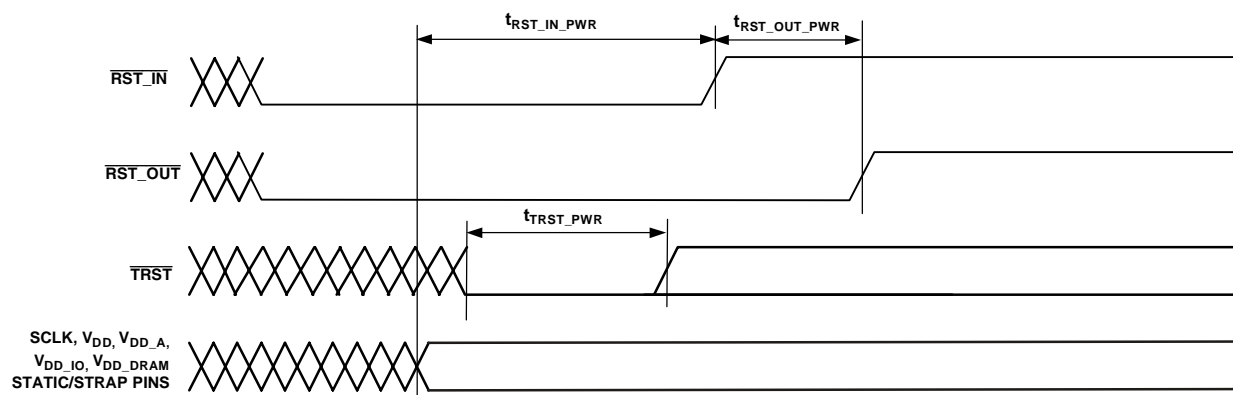 tRST_IN_PWR
tRST_OUT_PWR
RST_IN
RST_OUT
tTRST_PWR
TRST
SCLK, VDD, VDD_A,
VDD_IO, VDD_DRAM
STATIC/STRAP PINS